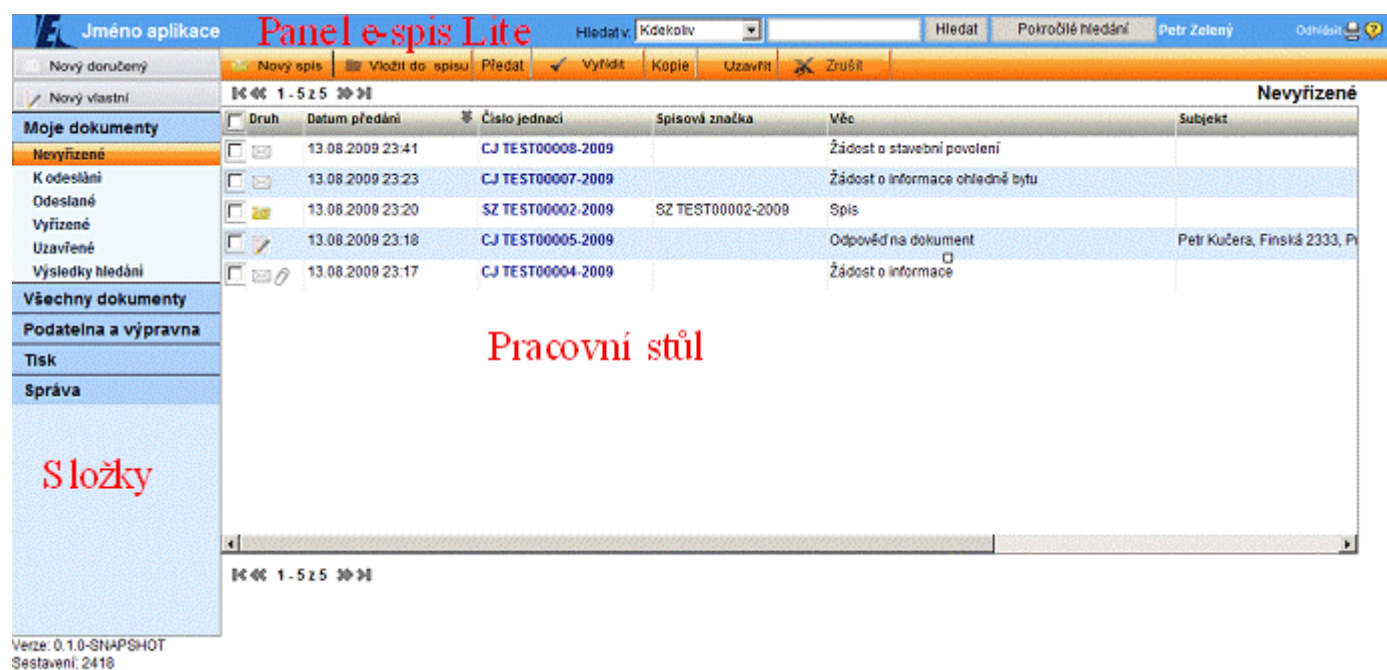 Jméno aplikace Panel e-spis Lite Hledat v: Kdekoliv Hledat Pokročilé hledání Petr Zelený Odhlásit
Nový doručený Nový spis Vložit do spisu Předat Vyřídit Kopie Uzavřít Zrušit
Nový vlastní 1 - 5 z 5 Nevyřízené
Moje dokumenty Druh Datum předání Číslo jednací Spisová značka Věc Subjekt
Nevyřízené 13.08.2009 23:41 CJ TEST00008-2009 Žádost o stavební povolení
K odeslání 13.08.2009 23:23 CJ TEST00007-2009 Žádost o informace ohledně bytu
Odeslané 13.08.2009 23:20 SZ TEST00002-2009 SZ TEST00002-2009 Spis
Vyřízené
Uzavřené 13.08.2009 23:18 CJ TEST00005-2009 Odpověď na dokument Petr Kučera, Finská 2333, P
Výsledky hledání 13.08.2009 23:17 CJ TEST00004-2009 Žádost o informace
Všechny dokumenty
Podatelna a výpravna
Pracovní stůl
Tisk
Správa
Složky
1 - 5 z 5
Verze: 0.1.0-SNAPSHOT
Sestavení: 2418